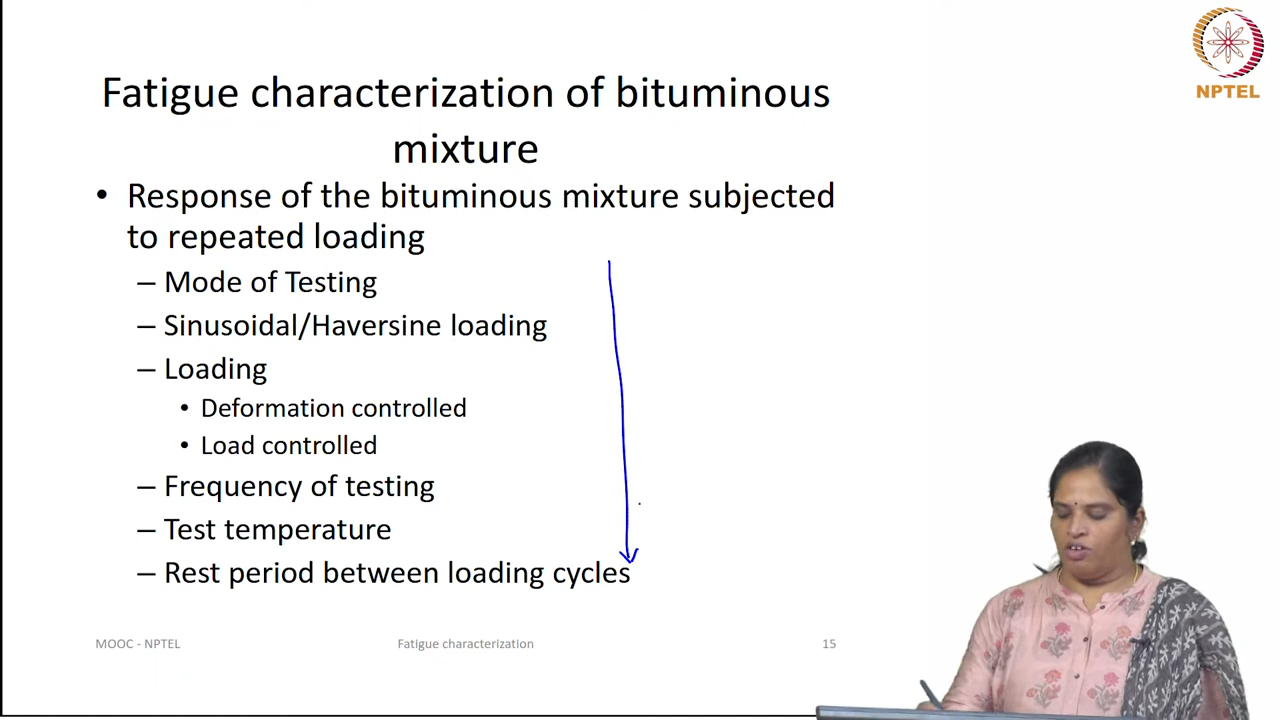 NPTEL
Fatigue characterization of bituminous
mixture
• Response of the bituminous mixture subjected
to repeated loading
– Mode of Testing
– Sinusoidal/Haversine loading
– Loading
• Deformation controlled
• Load controlled
– Frequency of testing
– Test temperature
– Rest period between loading cycles
MOOC - NPTEL
Fatigue characterization
15